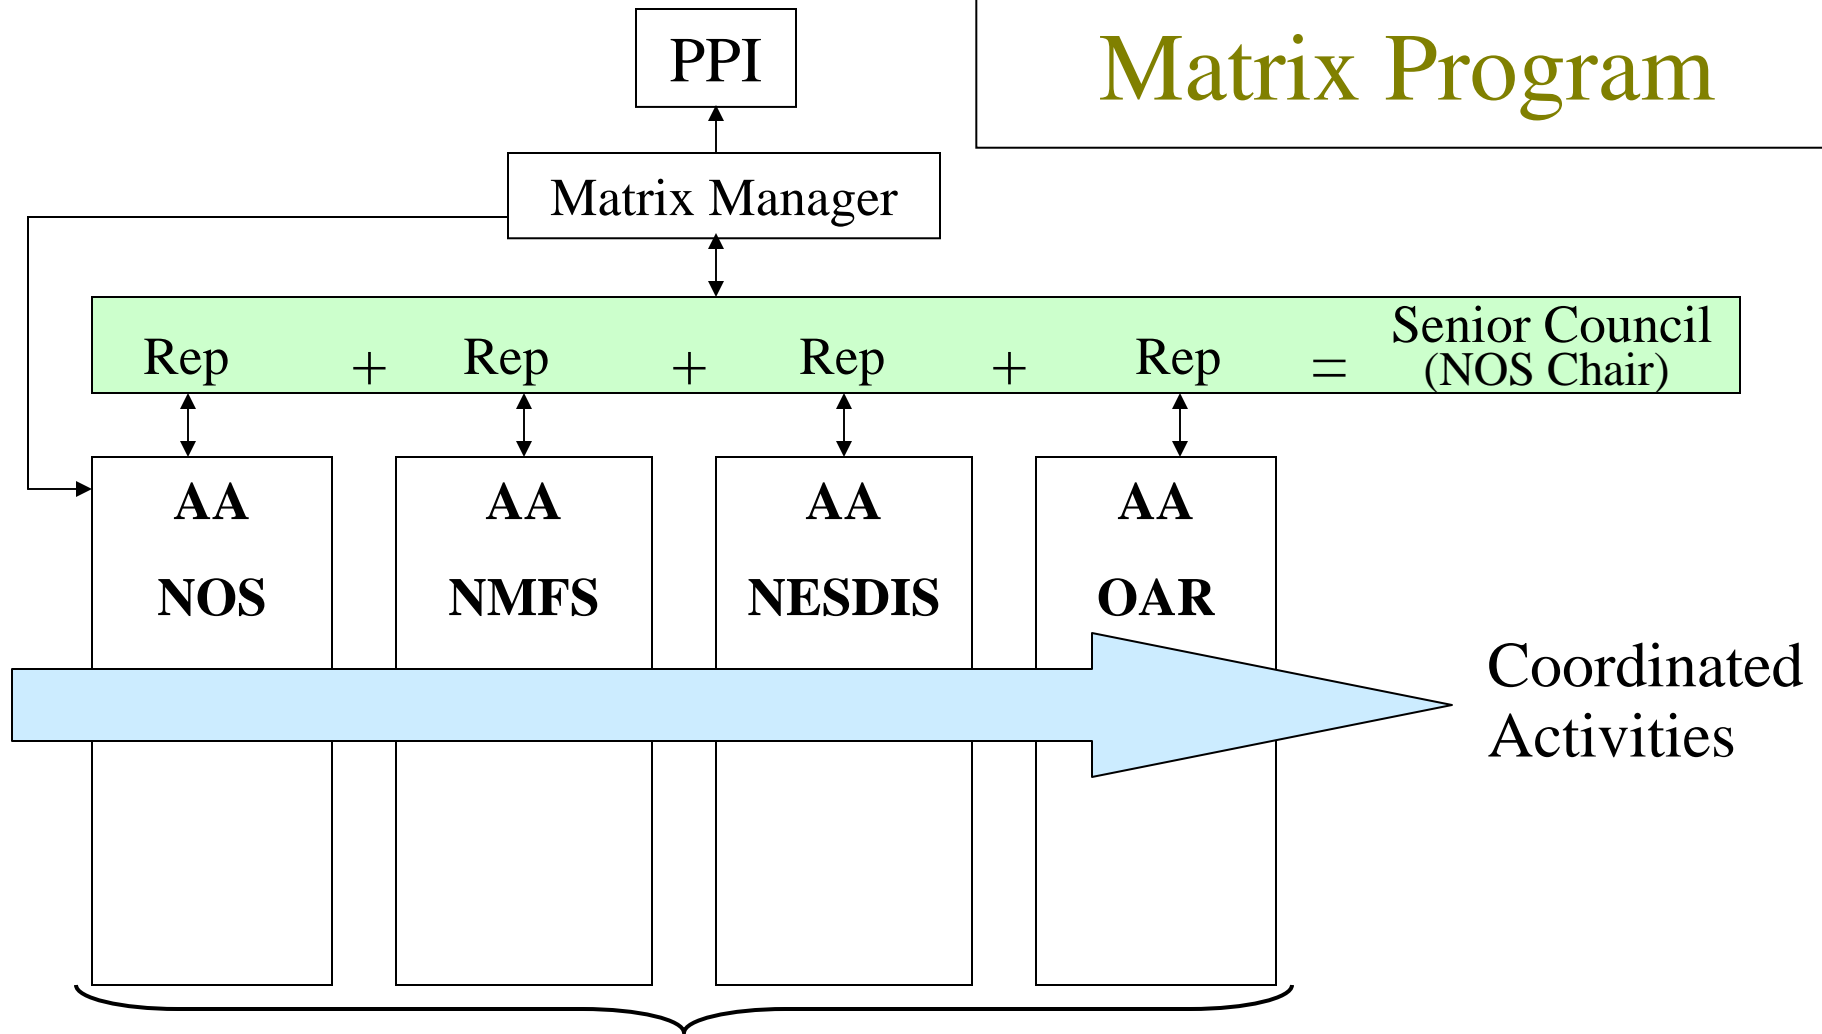 PPI
Matrix Program
Matrix Manager
Rep + Rep + Rep + Rep = Senior Council
(NOS Chair)
AA AA AA AA
NOS NMFS NESDIS OAR
Coordinated
Activities